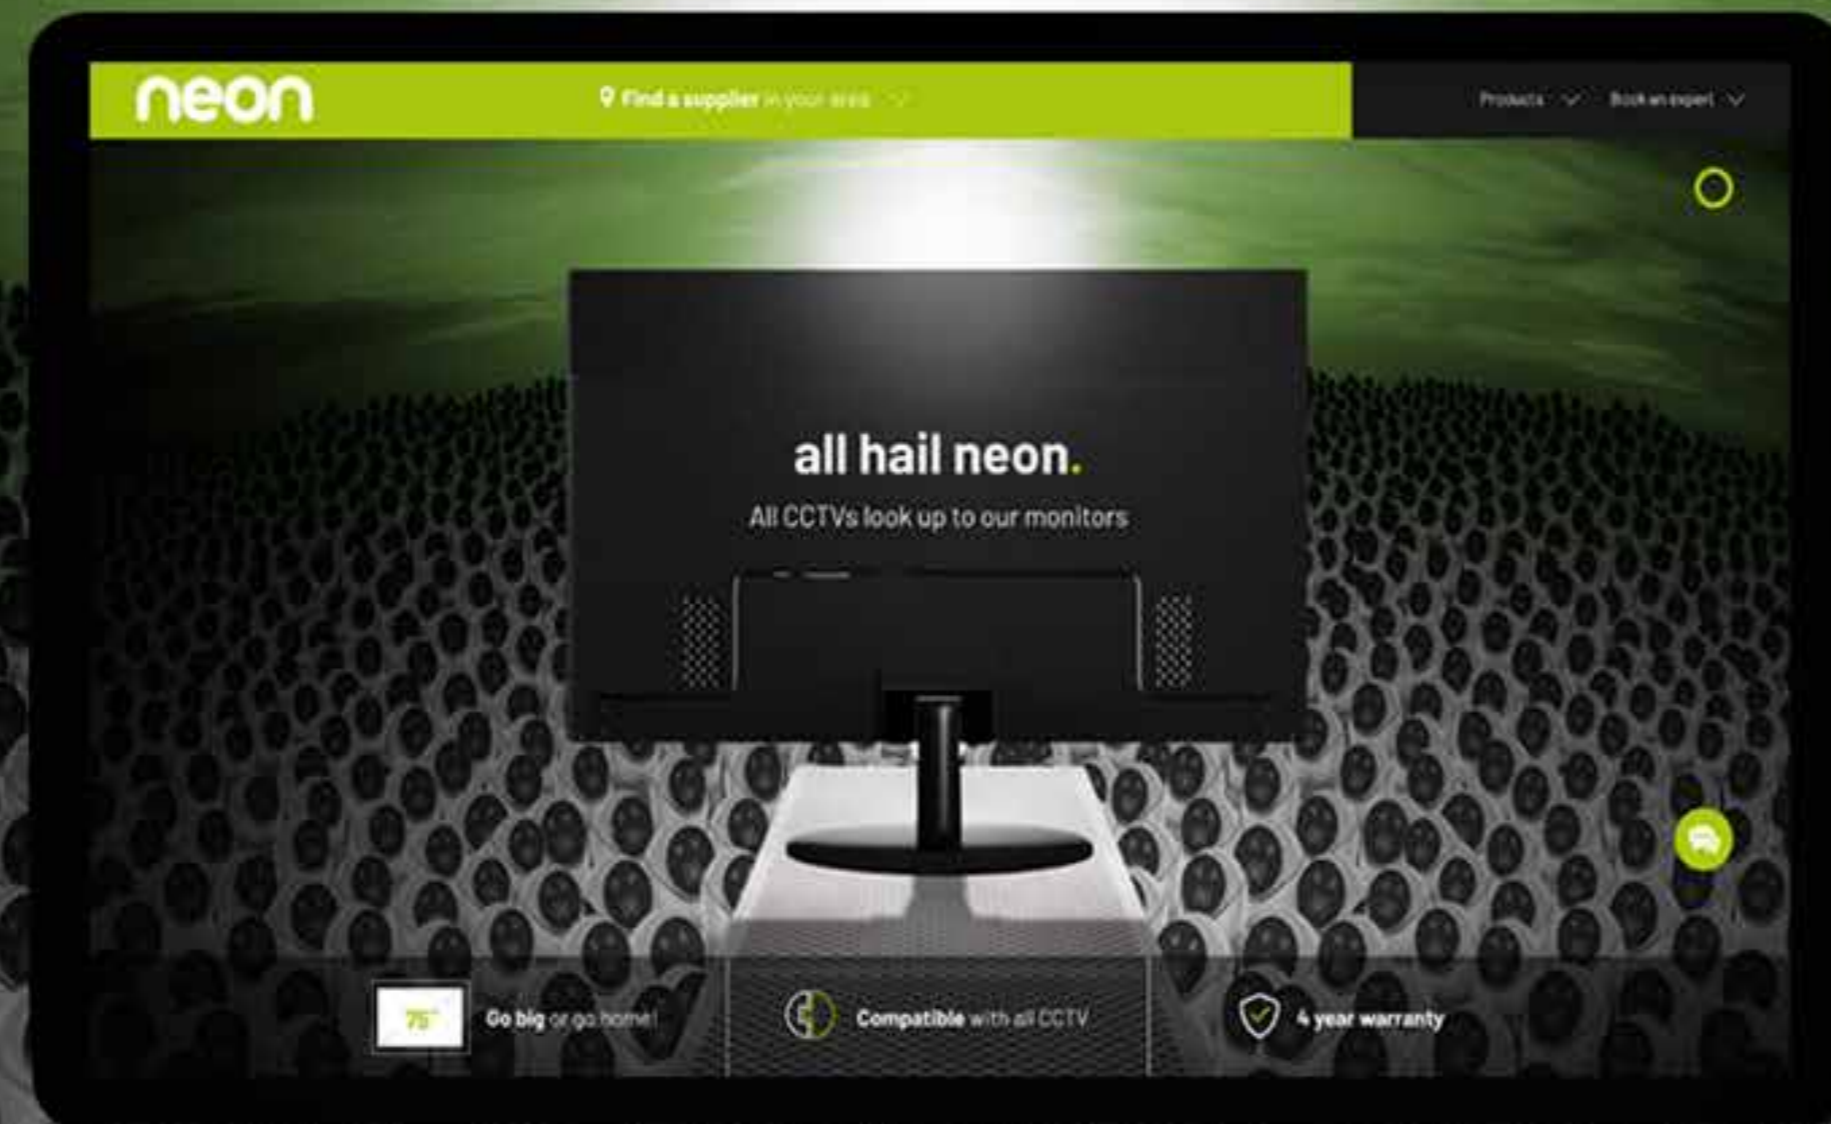 neon
Find a supplier in your area
Products
Book an expert
all hail neon.
All CCTVs look up to our monitors
75"
Go big or go home!
Compatible with all CCTV
4 year warranty